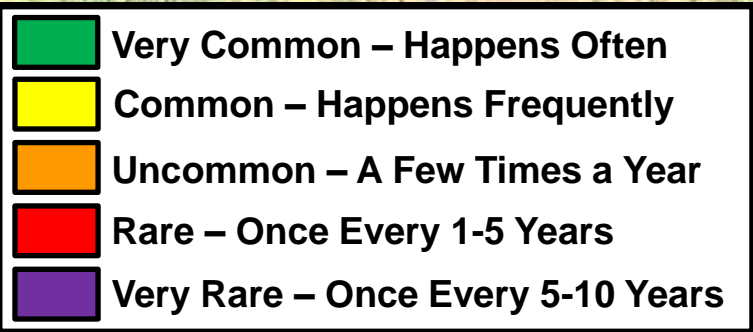 Very Common – Happens Often
Common – Happens Frequently
Uncommon – A Few Times a Year
Rare – Once Every 1-5 Years
Very Rare – Once Every 5-10 Years